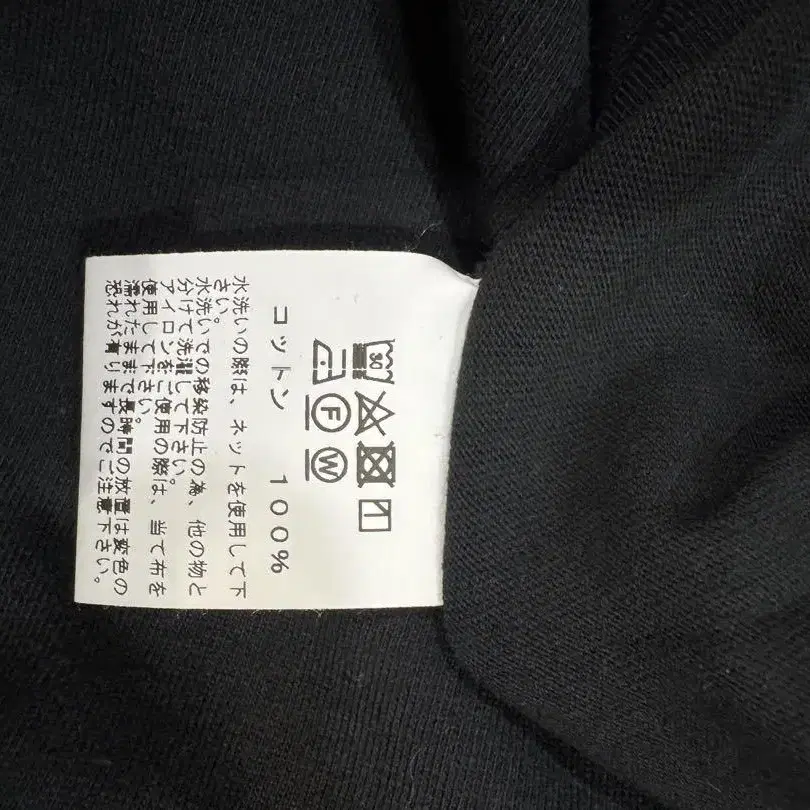 30
F
W
コットン 100%
水洗いの際は、ネットを使用して下
さい。
水洗いでの移染防止の為、他の物と
分けて洗濯して下さい。
アイロンをご使用の際は、当て布を
使用して下さい。
濡れたままで長時間の放置は変色の
恐れが有りますのでご注意下さい。